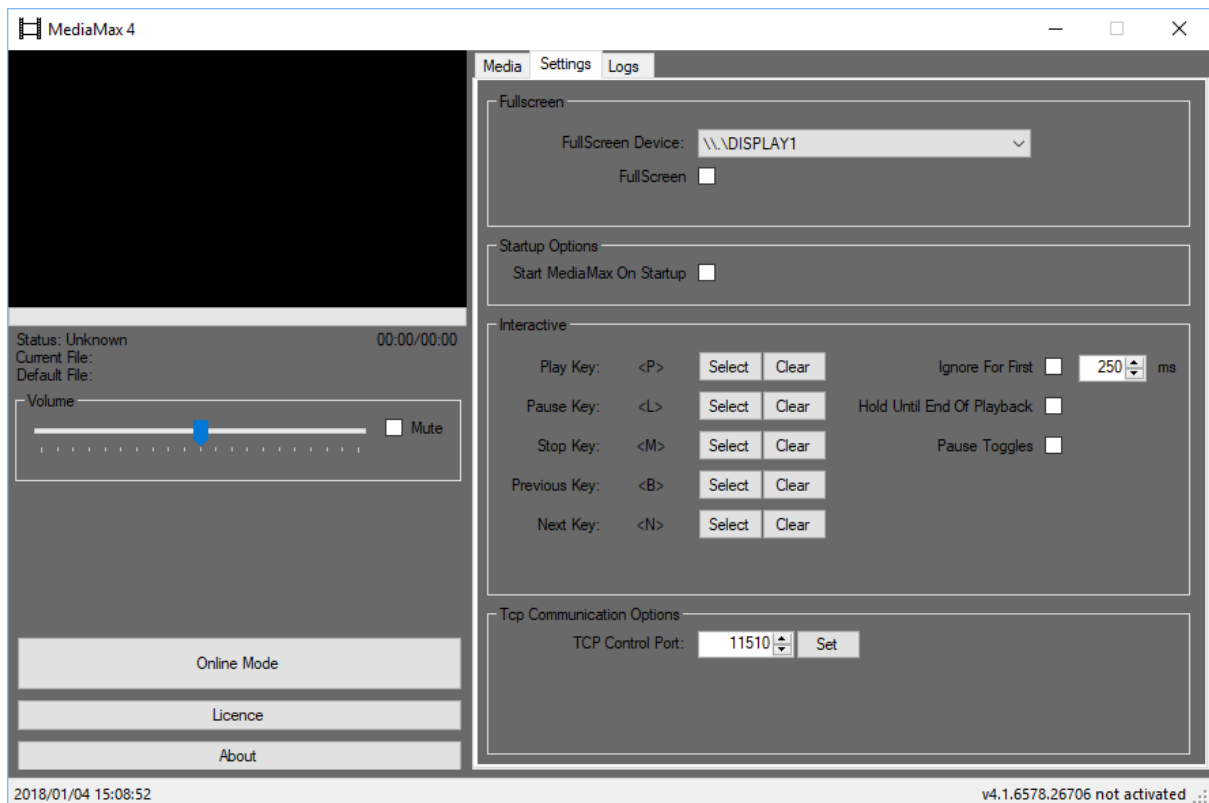 MediaMax 4
Media Settings Logs
Fullscreen
FullScreen Device: \\.\DISPLAY1
FullScreen
Startup Options
Start MediaMax On Startup
Status: Unknown 00:00/00:00
Current File:
Default File:
Volume
Mute
Interactive
Play Key: <P> Select Clear Ignore For First 250 ms
Pause Key: <L> Select Clear Hold Until End Of Playback
Stop Key: <M> Select Clear Pause Toggles
Previous Key: <B> Select Clear
Next Key: <N> Select Clear
Tcp Communication Options
TCP Control Port: 11510 Set
Online Mode
Licence
About
2018/01/04 15:08:52 v4.1.6578.26706 not activated